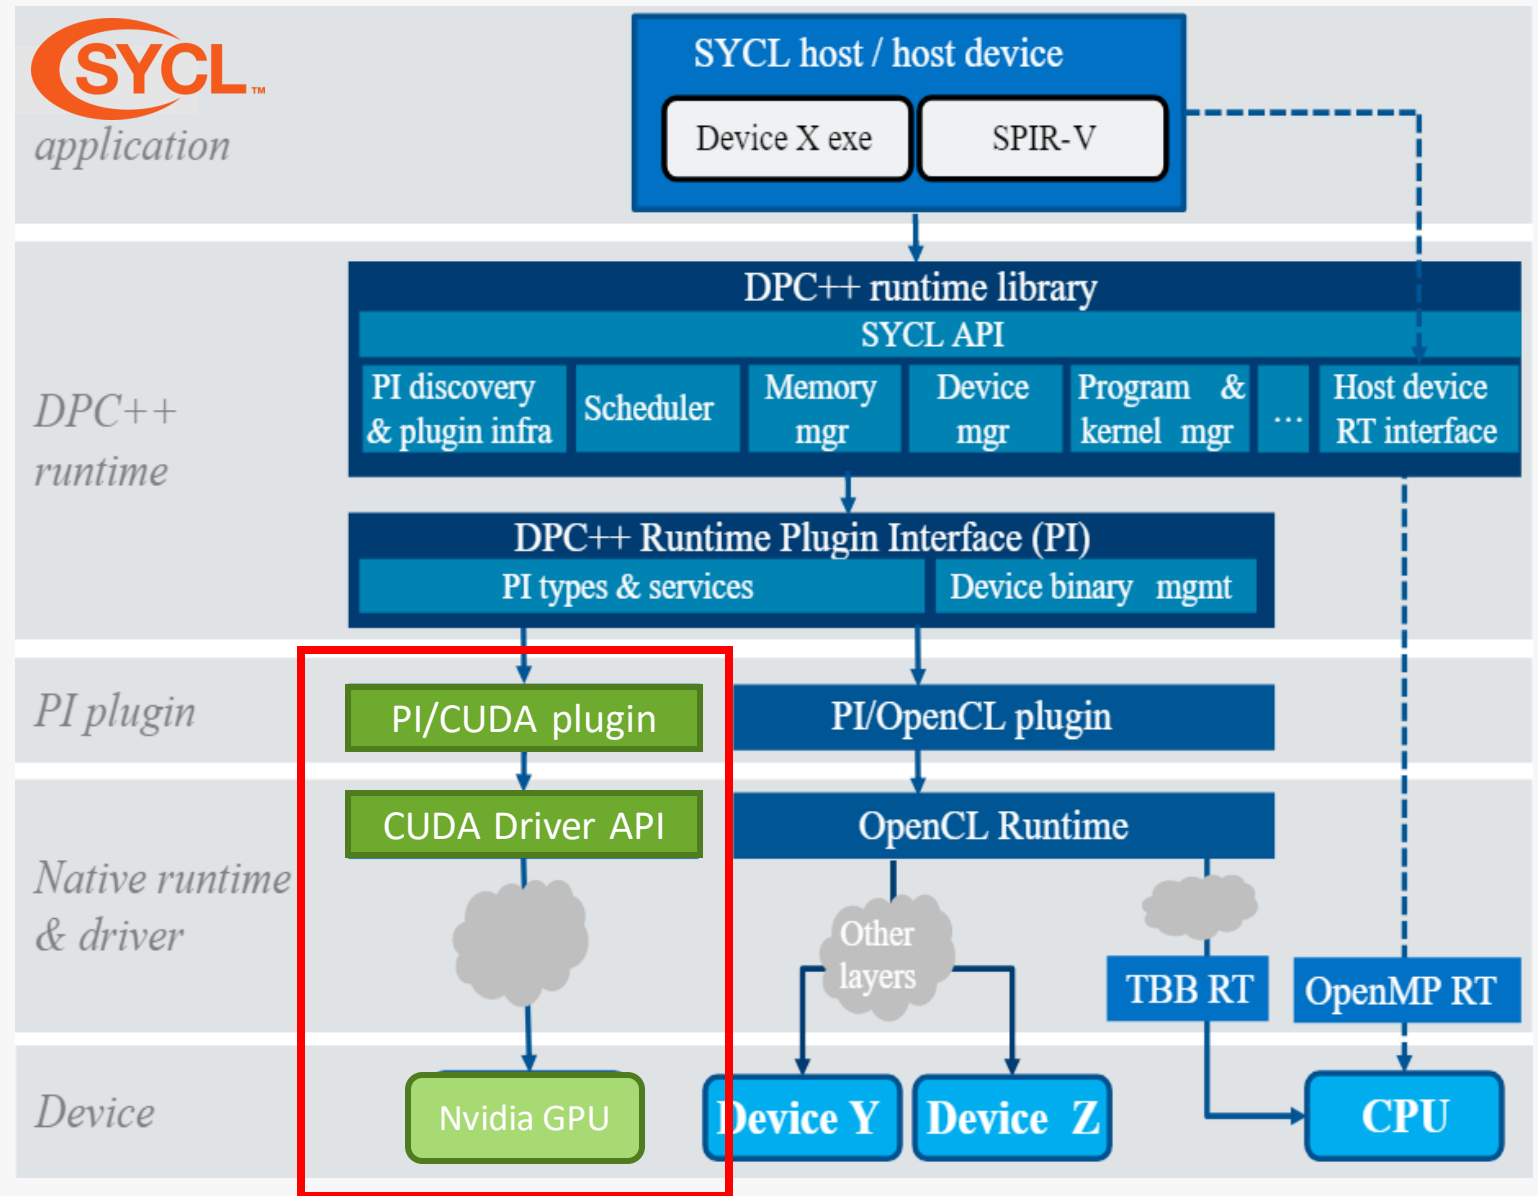 SYCL™
application
SYCL host / host device
Device X exe
SPIR-V
DPC++
runtime
DPC++ runtime library
SYCL API
PI discovery
& plugin infra
Scheduler
Memory
mgr
Device
mgr
Program &
kernel mgr
...
Host device
RT interface
DPC++ Runtime Plugin Interface (PI)
PI types & services
Device binary mgmt
PI plugin
PI/CUDA plugin
PI/OpenCL plugin
Native runtime
& driver
CUDA Driver API
OpenCL Runtime
Other
layers
TBB RT
OpenMP RT
Device
Nvidia GPU
Device Y
Device Z
CPU